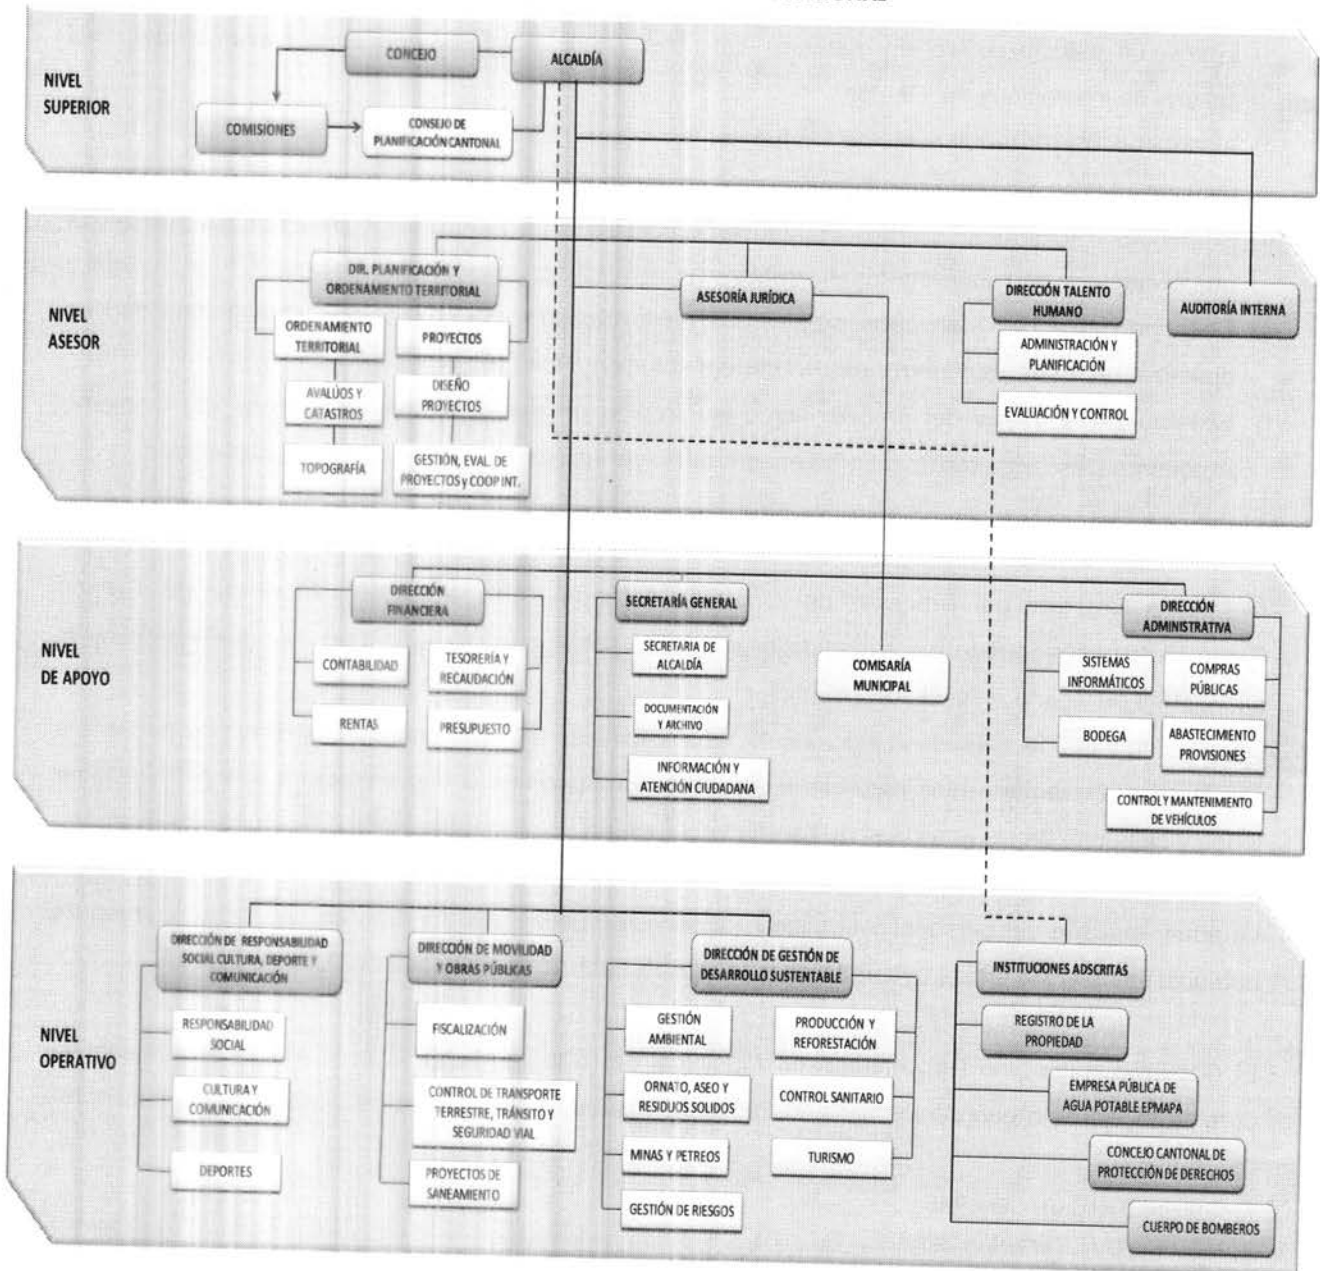 NIVEL
SUPERIOR
CONCEJO
ALCALDÍA
COMISIONES
CONSEJO DE
PLANIFICACIÓN CANTONAL
NIVEL
ASESOR
DIR. PLANIFICACIÓN Y
ORDENAMIENTO TERRITORIAL
ORDENAMIENTO
TERRITORIAL
PROYECTOS
AVALÚOS Y
CATASTROS
DISEÑO
PROYECTOS
TOPOGRAFÍA
GESTIÓN, EVAL. DE
PROYECTOS y COOP INT.
ASESORÍA JURÍDICA
DIRECCIÓN TALENTO
HUMANO
ADMINISTRACIÓN Y
PLANIFICACIÓN
EVALUACIÓN Y CONTROL
AUDITORÍA INTERNA
NIVEL
DE APOYO
DIRECCIÓN
FINANCIERA
CONTABILIDAD
TESORERÍA Y
RECAUDACIÓN
RENTAS
PRESUPUESTO
SECRETARÍA GENERAL
SECRETARIA DE
ALCALDÍA
DOCUMENTACIÓN
Y ARCHIVO
INFORMACIÓN Y
ATENCIÓN CIUDADANA
COMISARÍA
MUNICIPAL
DIRECCIÓN
ADMINISTRATIVA
SISTEMAS
INFORMÁTICOS
COMPRAS
PÚBLICAS
BODEGA
ABASTECIMIENTO
PROVISIONES
CONTROL Y MANTENIMIENTO
DE VEHÍCULOS
NIVEL
OPERATIVO
DIRECCIÓN DE RESPONSABILIDAD
SOCIAL CULTURA, DEPORTE Y
COMUNICACIÓN
RESPONSABILIDAD
SOCIAL
CULTURA Y
COMUNICACIÓN
DEPORTES
DIRECCIÓN DE MOVILIDAD
Y OBRAS PÚBLICAS
FISCALIZACIÓN
CONTROL DE TRANSPORTE
TERRESTRE, TRÁNSITO Y
SEGURIDAD VIAL
PROYECTOS DE
SANEAMIENTO
DIRECCIÓN DE GESTIÓN DE
DESARROLLO SUSTENTABLE
GESTIÓN
AMBIENTAL
PRODUCCIÓN Y
REFORESTACIÓN
ORNATO, ASEO Y
RESIDUOS SOLIDOS
CONTROL SANITARIO
MINAS Y PETREOS
TURISMO
GESTIÓN DE RIESGOS
INSTITUCIONES ADSCRITAS
REGISTRO DE LA
PROPIEDAD
EMPRESA PÚBLICA DE
AGUA POTABLE EPMAPA
CONCEJO CANTONAL DE
PROTECCIÓN DE DERECHOS
CUERPO DE BOMBEROS